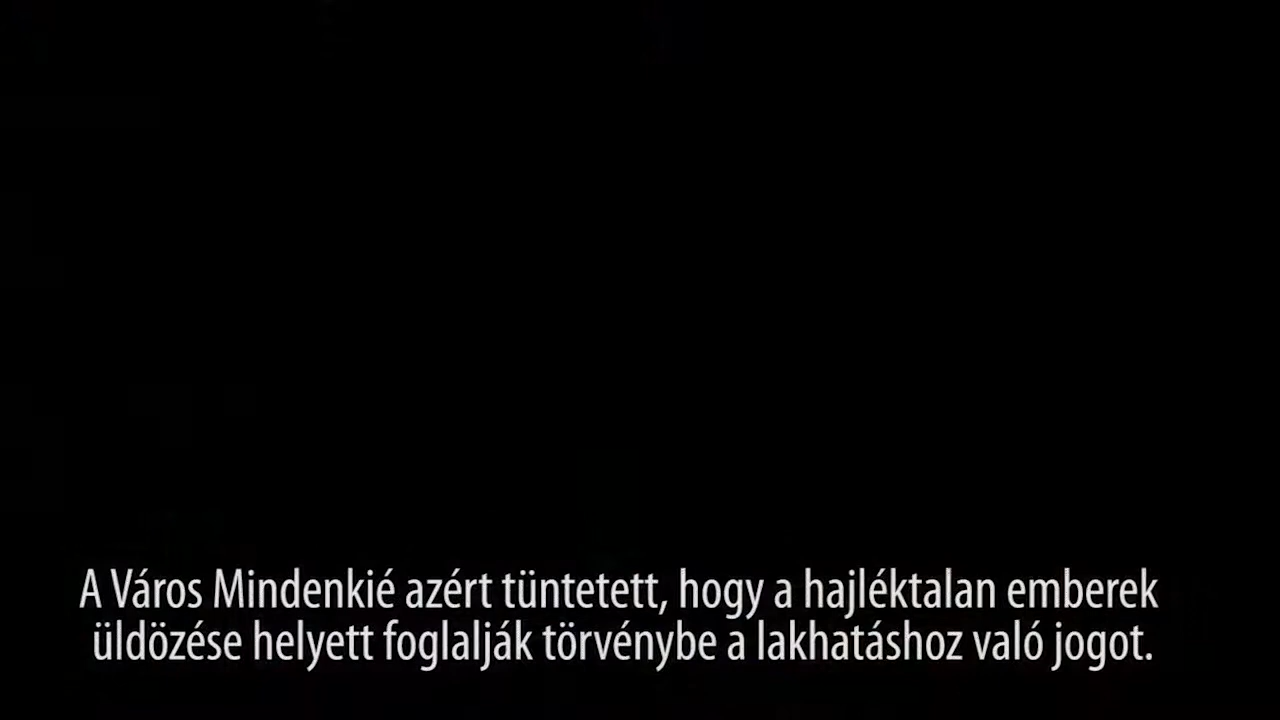 A Város Mindenkié azért tüntetett, hogy a hajléktalan emberek
üldözése helyett foglalják törvénybe a lakhatáshoz való jogot.